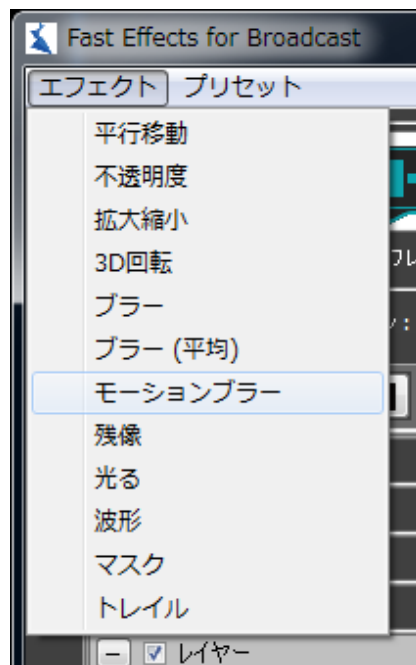 Fast Effects for Broadcast
エフェクト プリセット
平行移動
不透明度
拡大縮小
3D回転
ブラー
ブラー (平均)
モーションブラー
残像
光る
波形
マスク
トレイル
レイヤー